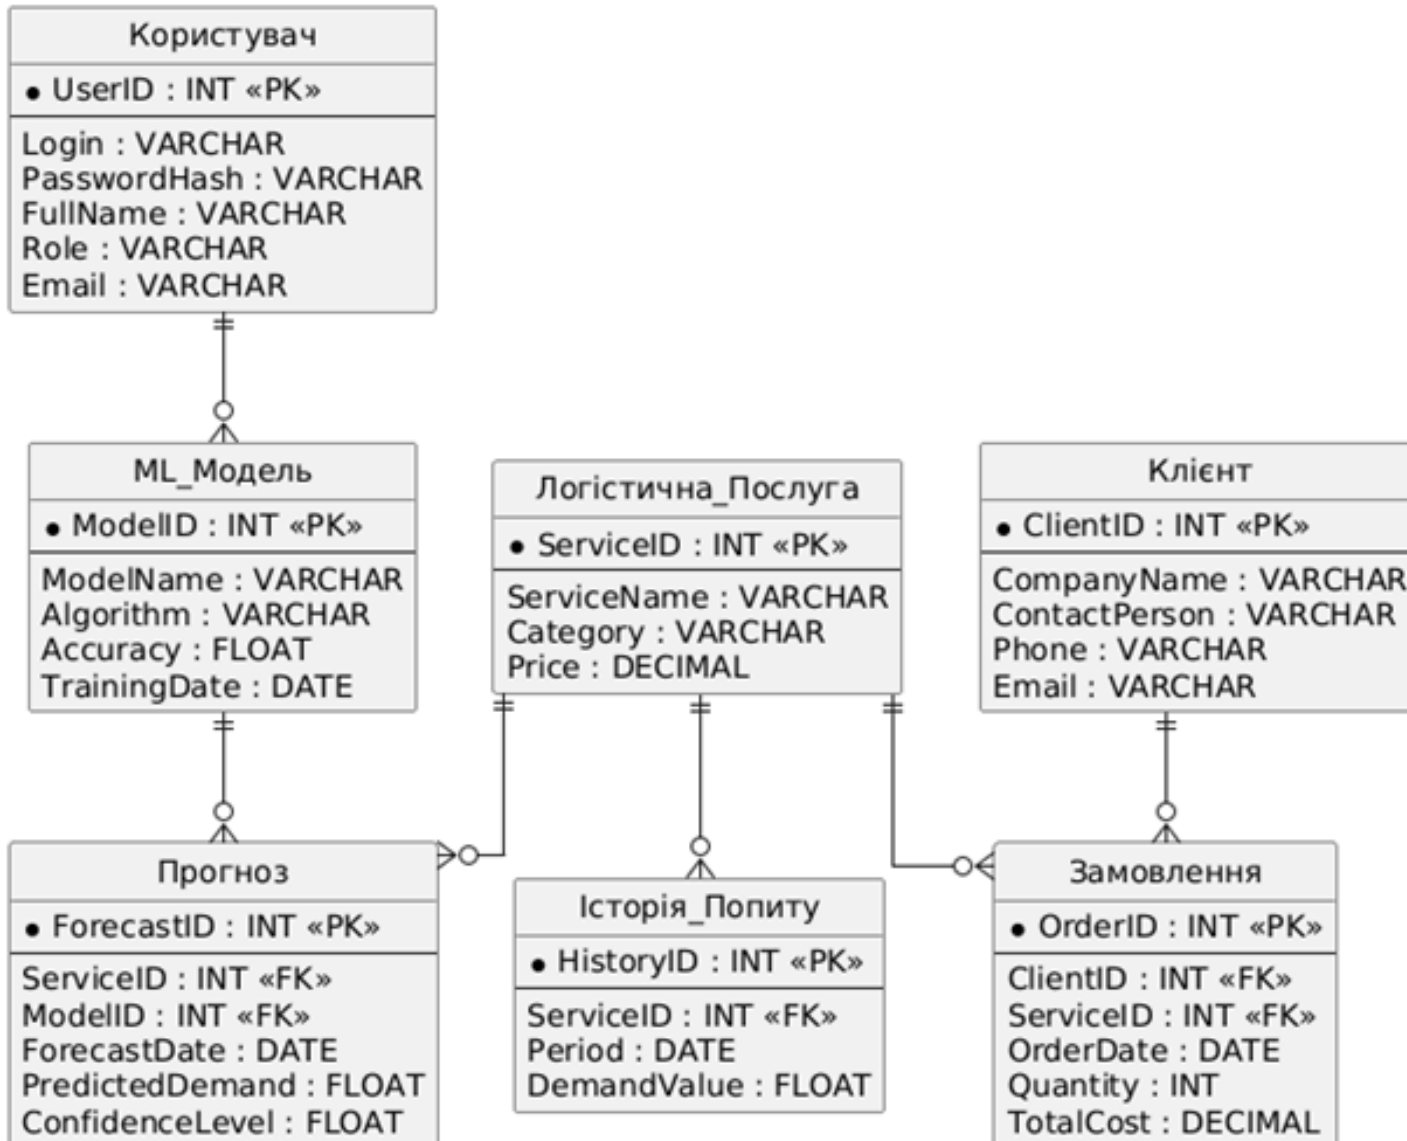 Користувач
● UserID : INT «PK»
Login : VARCHAR
PasswordHash : VARCHAR
FullName : VARCHAR
Role : VARCHAR
Email : VARCHAR
ML_Модель
● ModelID : INT «PK»
ModelName : VARCHAR
Algorithm : VARCHAR
Accuracy : FLOAT
TrainingDate : DATE
Логістична_Послуга
● ServiceID : INT «PK»
ServiceName : VARCHAR
Category : VARCHAR
Price : DECIMAL
Клієнт
● ClientID : INT «PK»
CompanyName : VARCHAR
ContactPerson : VARCHAR
Phone : VARCHAR
Email : VARCHAR
Прогноз
● ForecastID : INT «PK»
ServiceID : INT «FK»
ModelID : INT «FK»
ForecastDate : DATE
PredictedDemand : FLOAT
ConfidenceLevel : FLOAT
Історія_Попиту
● HistoryID : INT «PK»
ServiceID : INT «FK»
Period : DATE
DemandValue : FLOAT
Замовлення
● OrderID : INT «PK»
ClientID : INT «FK»
ServiceID : INT «FK»
OrderDate : DATE
Quantity : INT
TotalCost : DECIMAL